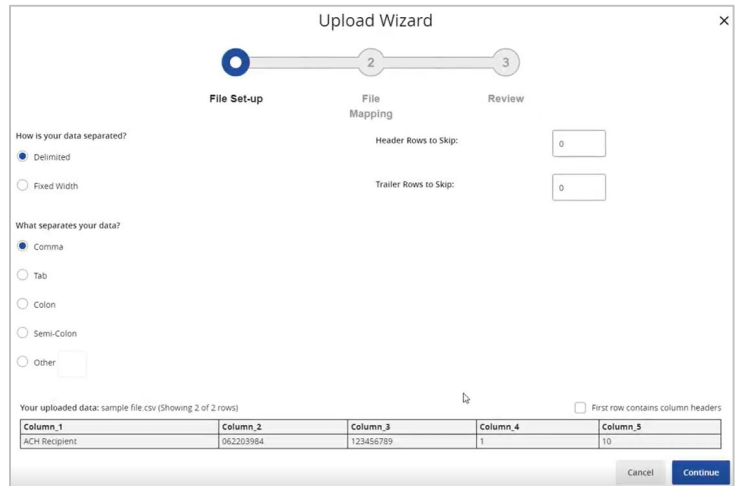 Upload Wizard
2
3
File Set-up
File
Mapping
Review
How is your data separated?
Delimited
Fixed Width
Header Rows to Skip:
0
Trailer Rows to Skip:
0
What separates your data?
Comma
Tab
Colon
Semi-Colon
Other
Your uploaded data: sample file.csv (Showing 2 of 2 rows)
First row contains column headers
Column_1 Column_2 Column_3 Column_4 Column_5
ACH Recipient 062203984 123456789 1 10
Cancel
Continue